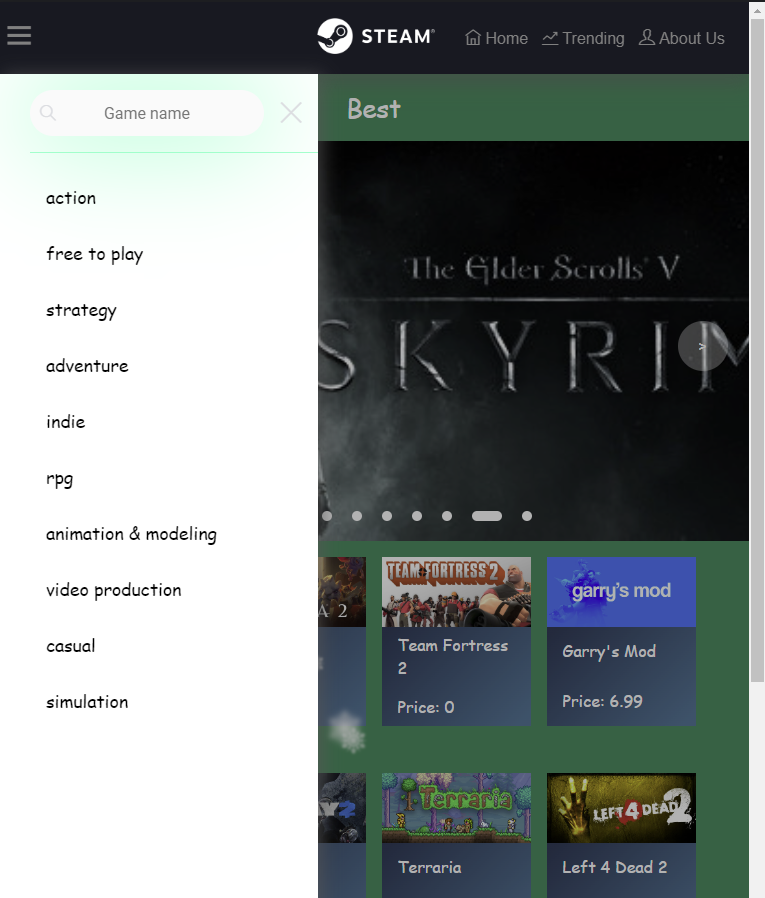 STEAM®
Home
Trending
About Us
Game name
Best
action
free to play
strategy
adventure
indie
rpg
animation & modeling
video production
casual
simulation
The Elder Scrolls® V
SKYRIM
>
A 2
TEAM FORTRESS 2
garry's mod
Team Fortress
2
Price: 0
Garry's Mod
Price: 6.99
Y2
Terraria
LEFT 4 DEAD 2
Terraria
Left 4 Dead 2